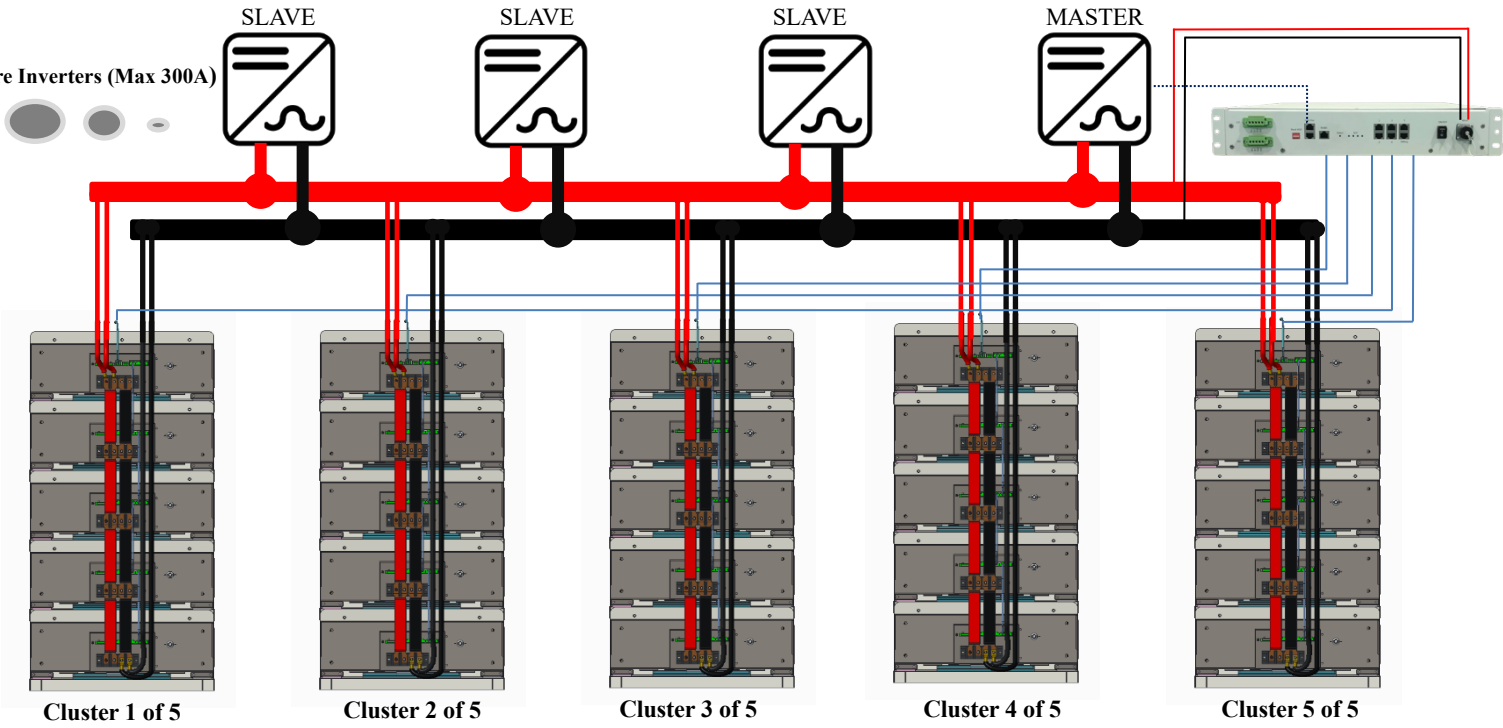 SLAVE
SLAVE
SLAVE
MASTER
re Inverters (Max 300A)
Cluster 1 of 5
Cluster 2 of 5
Cluster 3 of 5
Cluster 4 of 5
Cluster 5 of 5